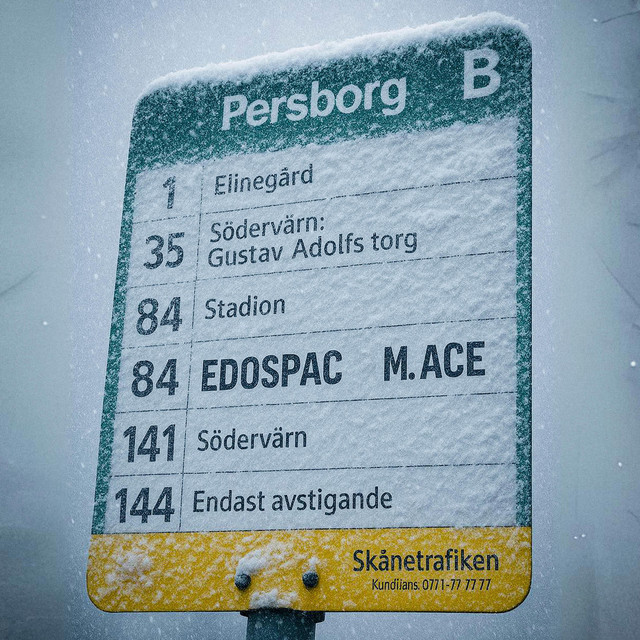 Persborg B
1 Elinegård
35 Södervärn:
Gustav Adolfs torg
84 Stadion
84 EDOSPAC M.ACE
141 Södervärn
144 Endast avstigande
Skånetrafiken
Kundijans. 0771-77 77 77